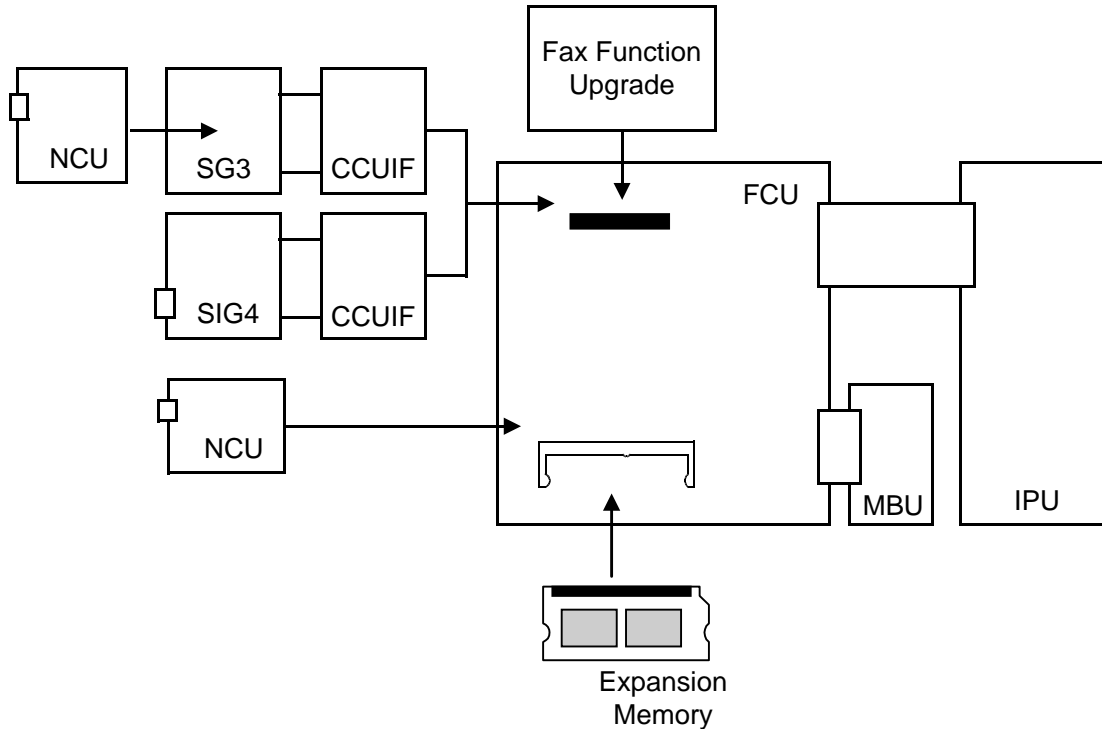 Fax Function
Upgrade
NCU
SG3
CCUIF
FCU
SIG4
CCUIF
NCU
MBU
IPU
Expansion
Memory